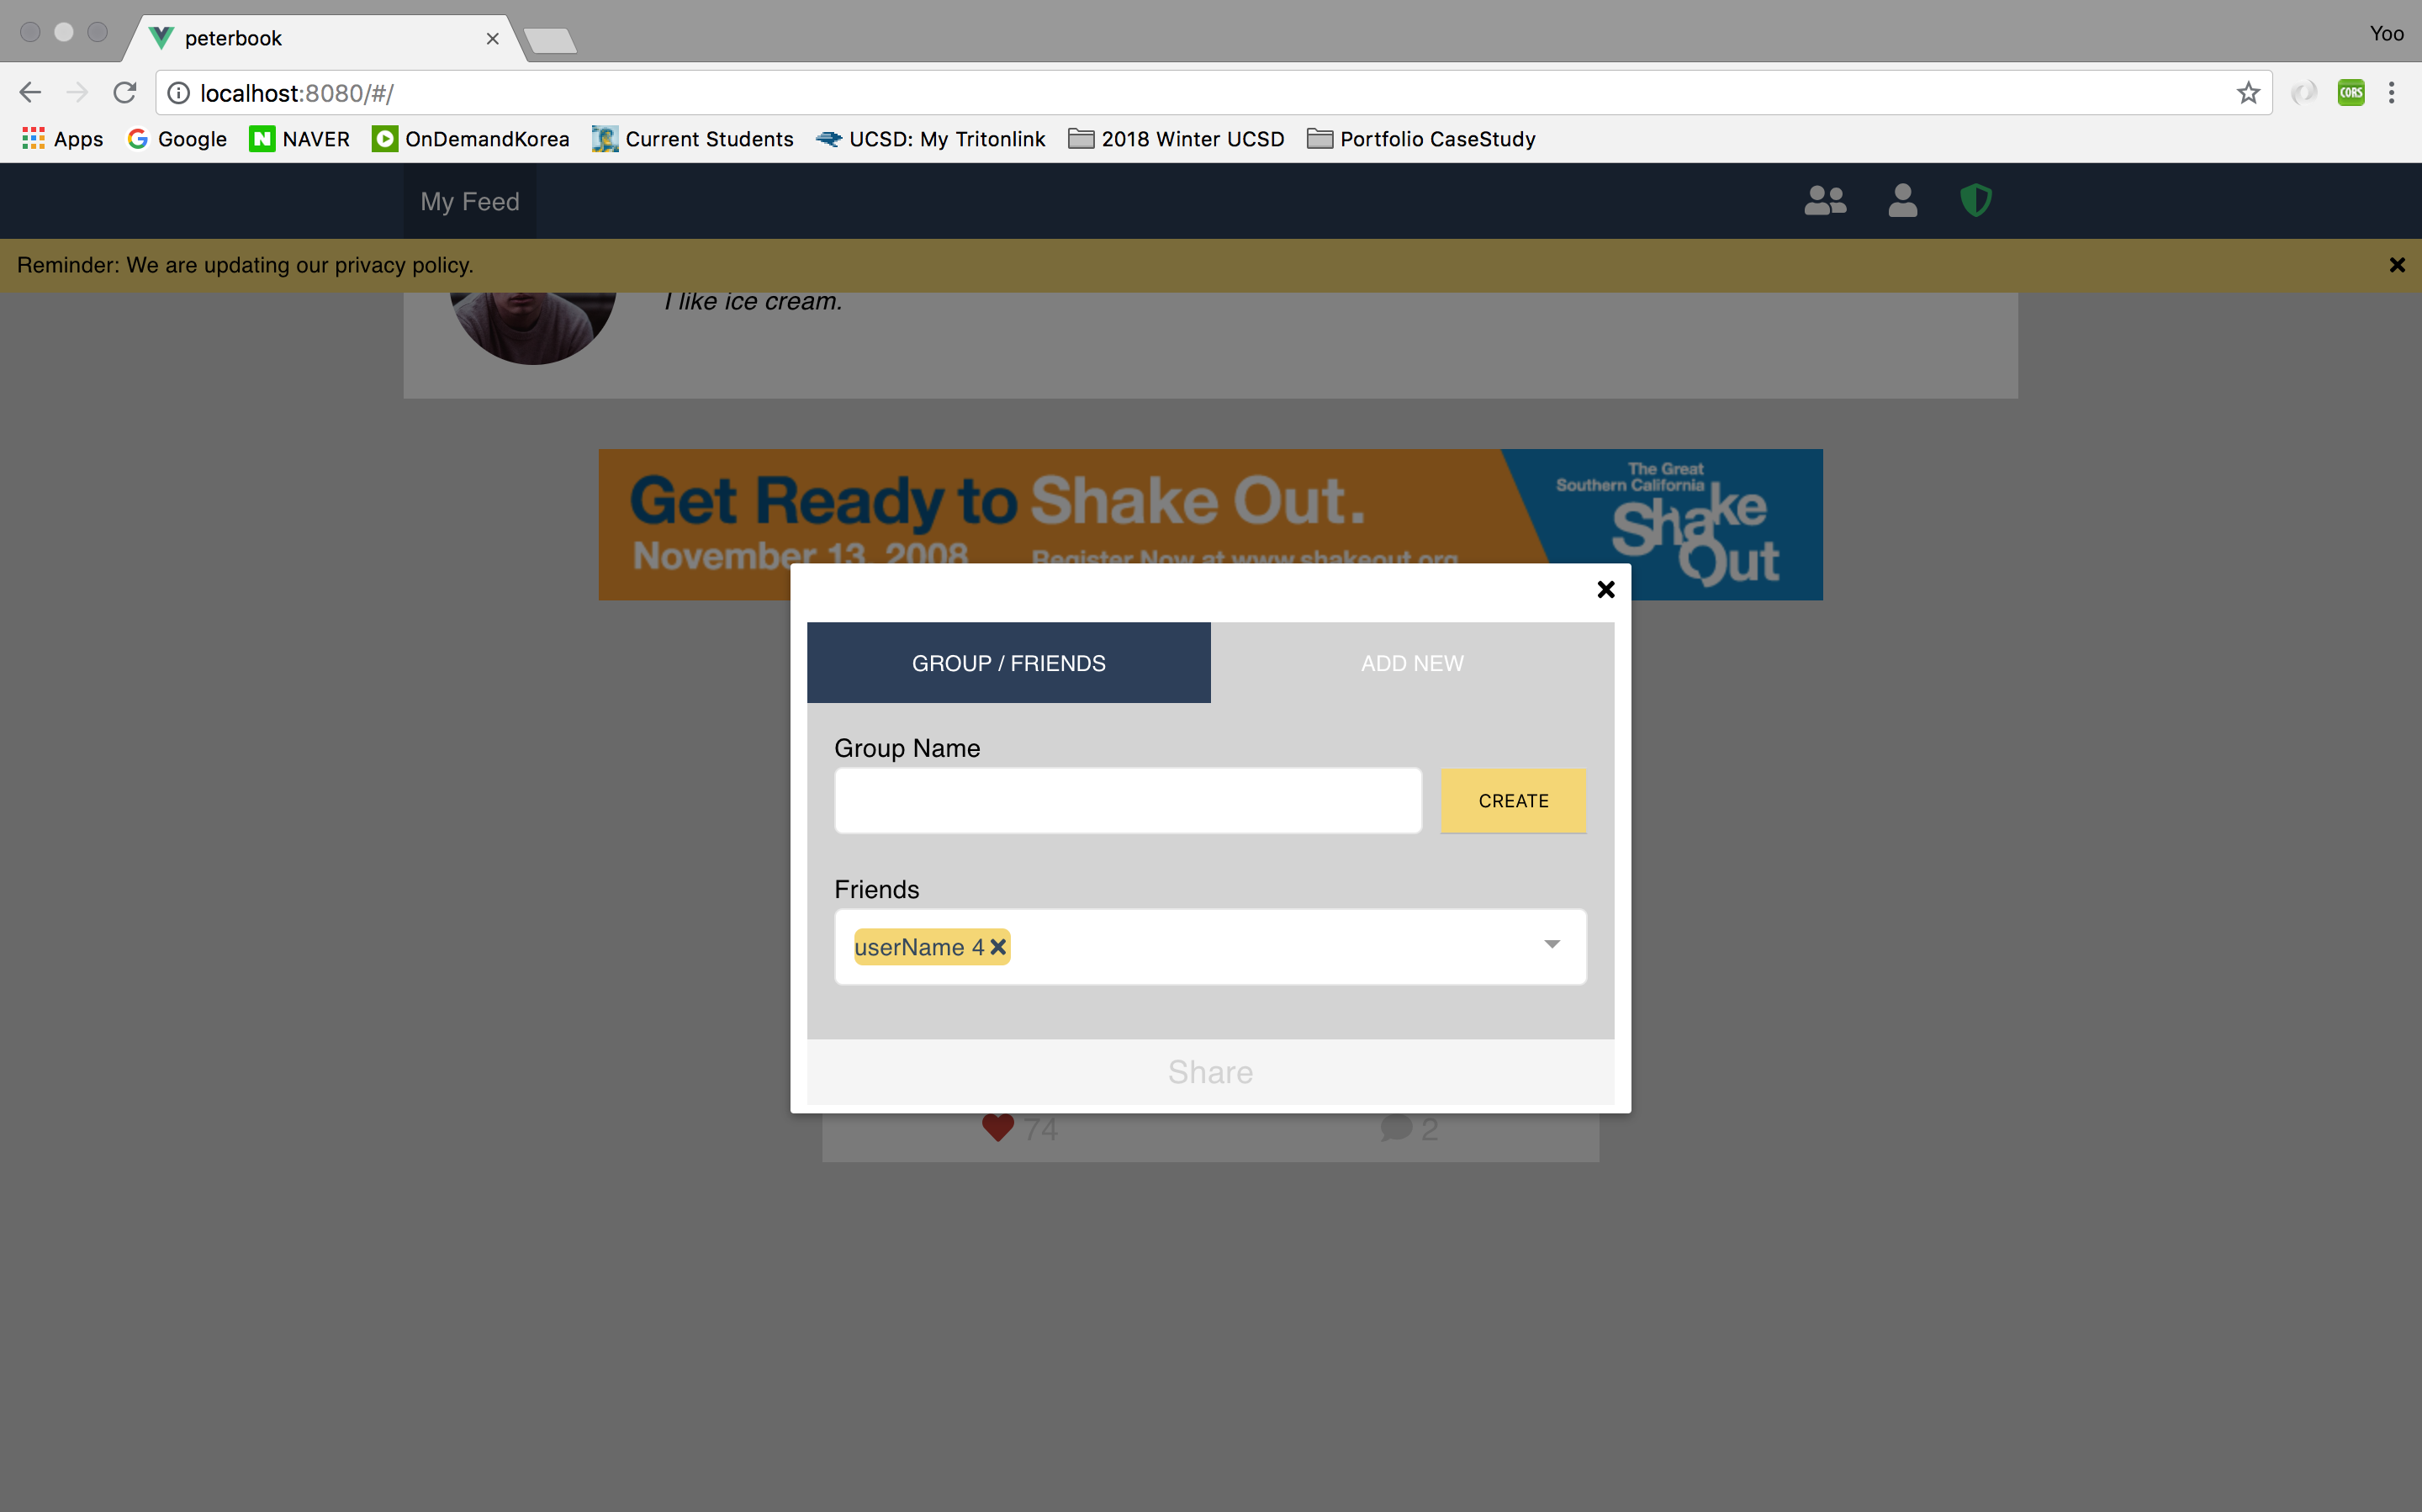 peterbook
Yoo
localhost:8080/#/
CORS
Apps Google NAVER OnDemandKorea Current Students UCSD: My Tritonlink 2018 Winter UCSD Portfolio CaseStudy
My Feed
Reminder: We are updating our privacy policy.
I like ice cream.
Get Ready to Shake Out.
November 13, 2008 Register Now at www.shakeout.org
The Great
Southern California
Shake
Out
GROUP / FRIENDS ADD NEW
Group Name
CREATE
Friends
userName 4
Share
74 2